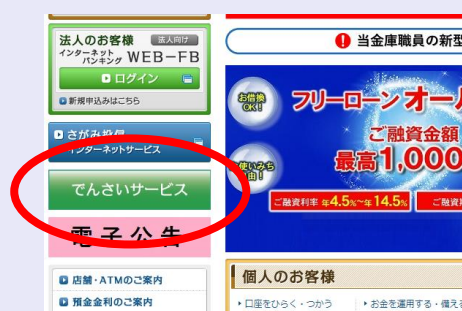 法人のお客様 法人向け
インターネット
バンキング WEB-FB
ログイン
新規申込みはこちら
さがみ投信
インターネットサービス
でんさいサービス
電子公告
店舗・ATMのご案内
預金金利のご案内
当金庫職員の新型
お借換
OK!
フリーローン オー
ご融資金額
お使いみち
自由!
最高1,000
ご融資利率 年4.5%~年14.5% ご融資
個人のお客様
口座をひらく・つかう お金を運用する・備え